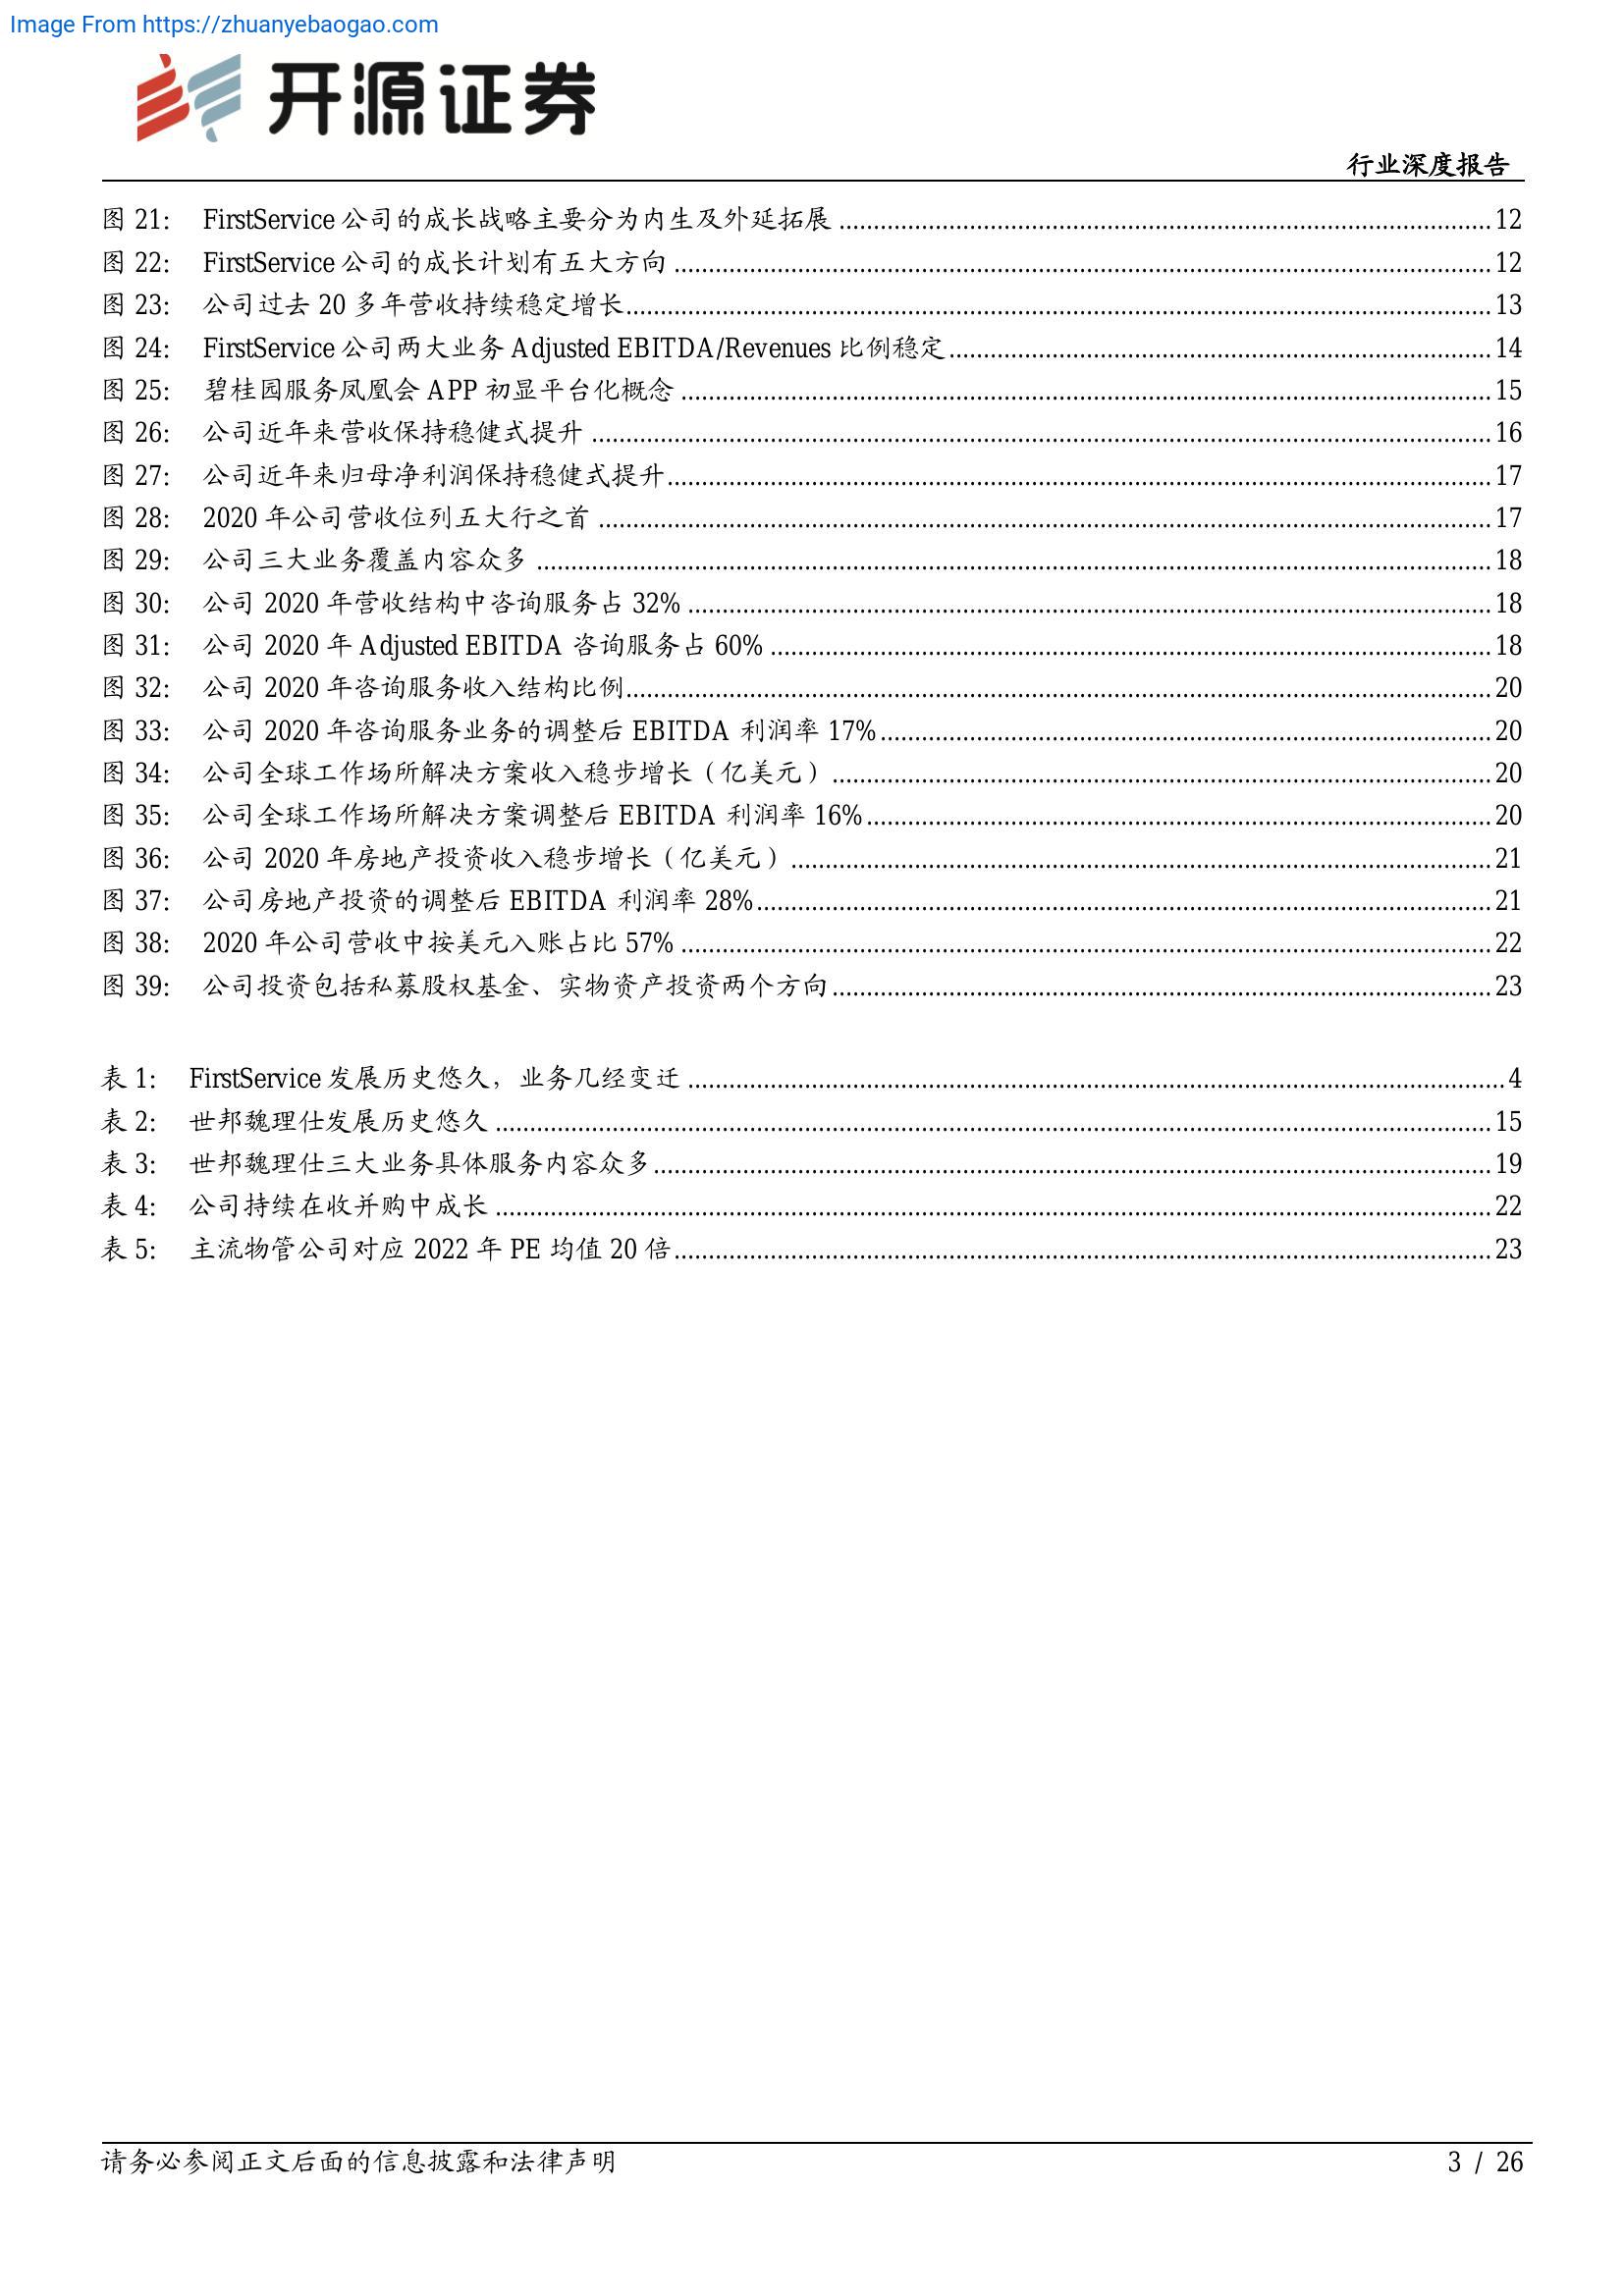 Image From https://zhuanyebaogao.com
开源证券
行业深度报告
图 21: FirstService 公司的成长战略主要分为内生及外延拓展 12
图 22: FirstService 公司的成长计划有五大方向 12
图 23: 公司过去 20 多年营收持续稳定增长 13
图 24: FirstService 公司两大业务 Adjusted EBITDA/Revenues 比例稳定 14
图 25: 碧桂园服务凤凰会 APP 初显平台化概念 15
图 26: 公司近年来营收保持稳健式提升 16
图 27: 公司近年来归母净利润保持稳健式提升 17
图 28: 2020 年公司营收位列五大行之首 17
图 29: 公司三大业务覆盖内容众多 18
图 30: 公司 2020 年营收结构中咨询服务占 32% 18
图 31: 公司 2020 年 Adjusted EBITDA 咨询服务占 60% 18
图 32: 公司 2020 年咨询服务收入结构比例 20
图 33: 公司 2020 年咨询服务业务的调整后 EBITDA 利润率 17% 20
图 34: 公司全球工作场所解决方案收入稳步增长（亿美元） 20
图 35: 公司全球工作场所解决方案调整后 EBITDA 利润率 16% 20
图 36: 公司 2020 年房地产投资收入稳步增长（亿美元） 21
图 37: 公司房地产投资的调整后 EBITDA 利润率 28% 21
图 38: 2020 年公司营收中按美元入账占比 57% 22
图 39: 公司投资包括私募股权基金、实物资产投资两个方向 23
表 1: FirstService 发展历史悠久，业务几经变迁 4
表 2: 世邦魏理仕发展历史悠久 15
表 3: 世邦魏理仕三大业务具体服务内容众多 19
表 4: 公司持续在收并购中成长 22
表 5: 主流物管公司对应 2022 年 PE 均值 20 倍 23
请务必参阅正文后面的信息披露和法律声明 3 / 26